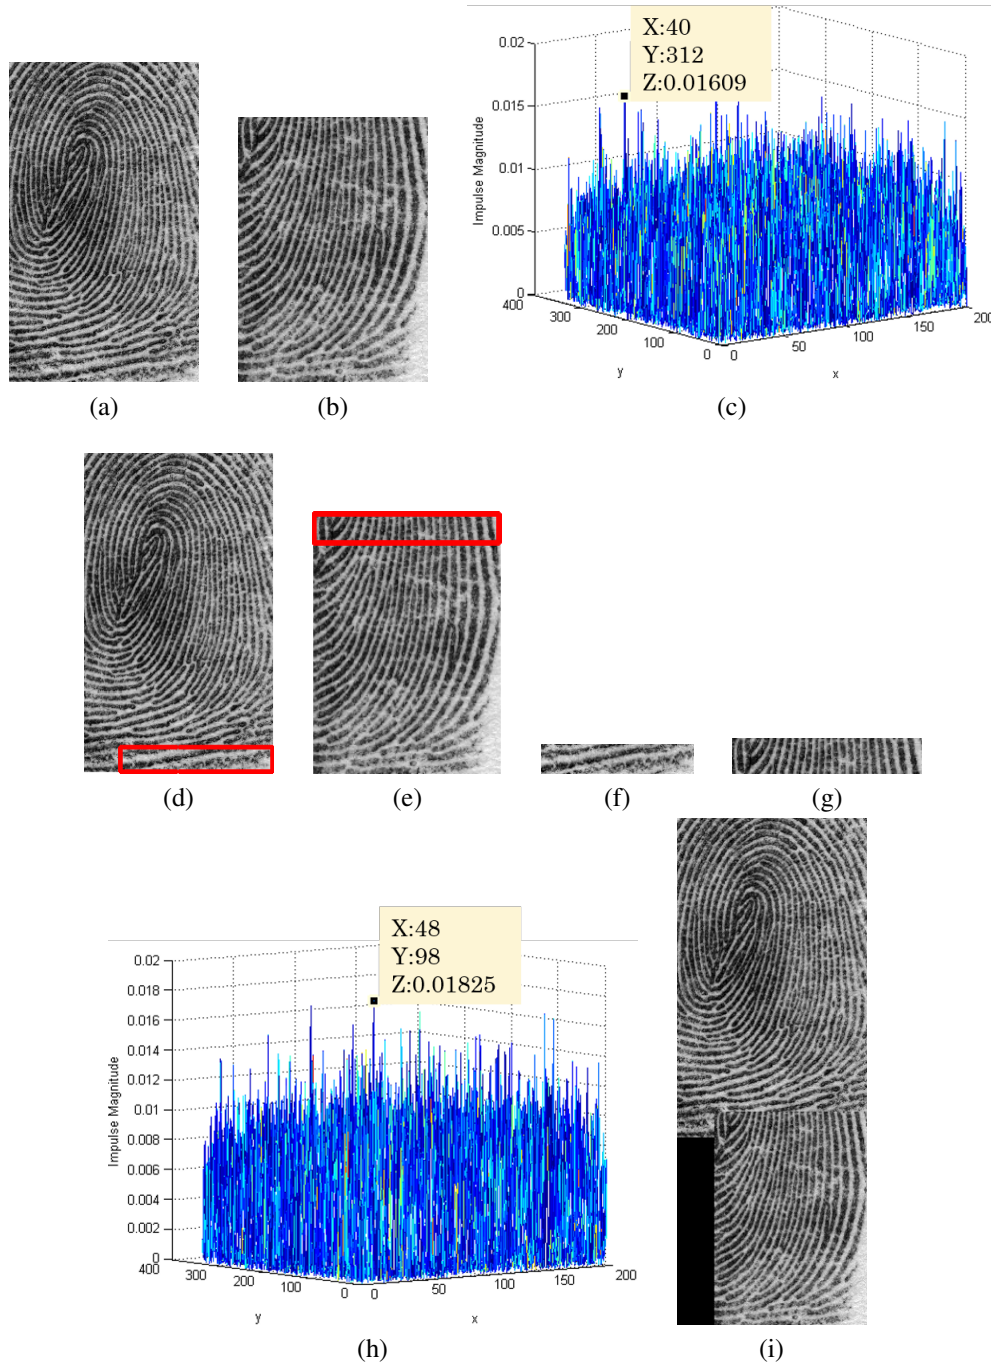 X:40
Y:312
Z:0.01609
0.02
0.015
0.01
0.005
0
Impulse Magnitude
400
300
200
100
0
0
50
100
150
200
y
x
(a)
(b)
(c)
(d)
(e)
(f)
(g)
X:48
Y:98
Z:0.01825
0.02
0.018
0.016
0.014
0.012
0.01
0.008
0.006
0.004
0.002
0
Impulse Magnitude
400
300
200
100
0
0
50
100
150
200
y
x
(h)
(i)